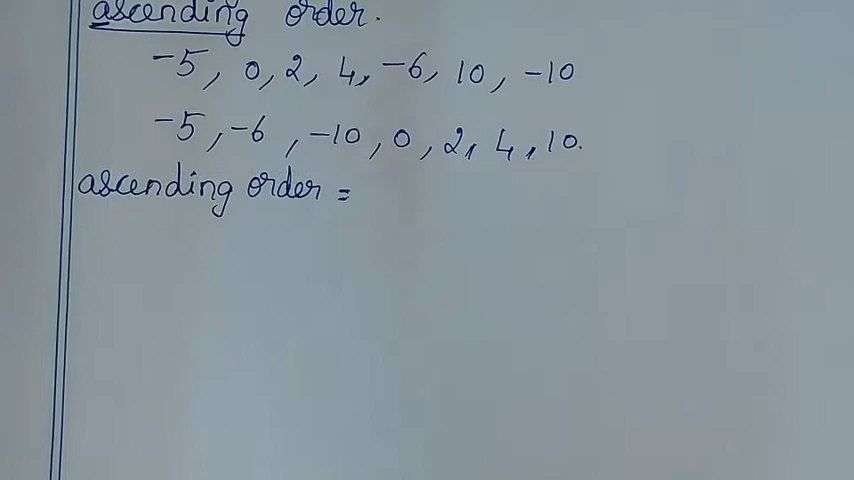 ascending order.
-5, 0, 2, 4, -6, 10, -10
-5, -6, -10, 0, 2, 4, 10.
ascending order =